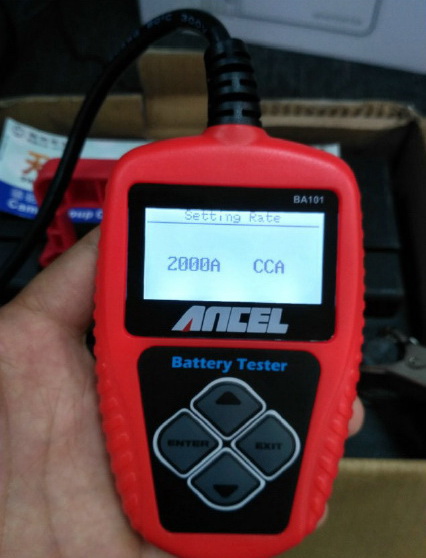 BA101
Setting Rate
2000A CCA
ANCEL
Battery Tester
ENTER
EXIT